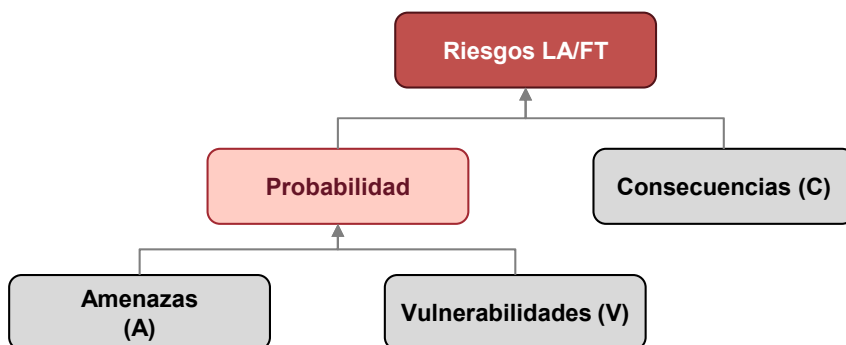 Riesgos LA/FT
Probabilidad
Consecuencias (C)
Amenazas
(A)
Vulnerabilidades (V)